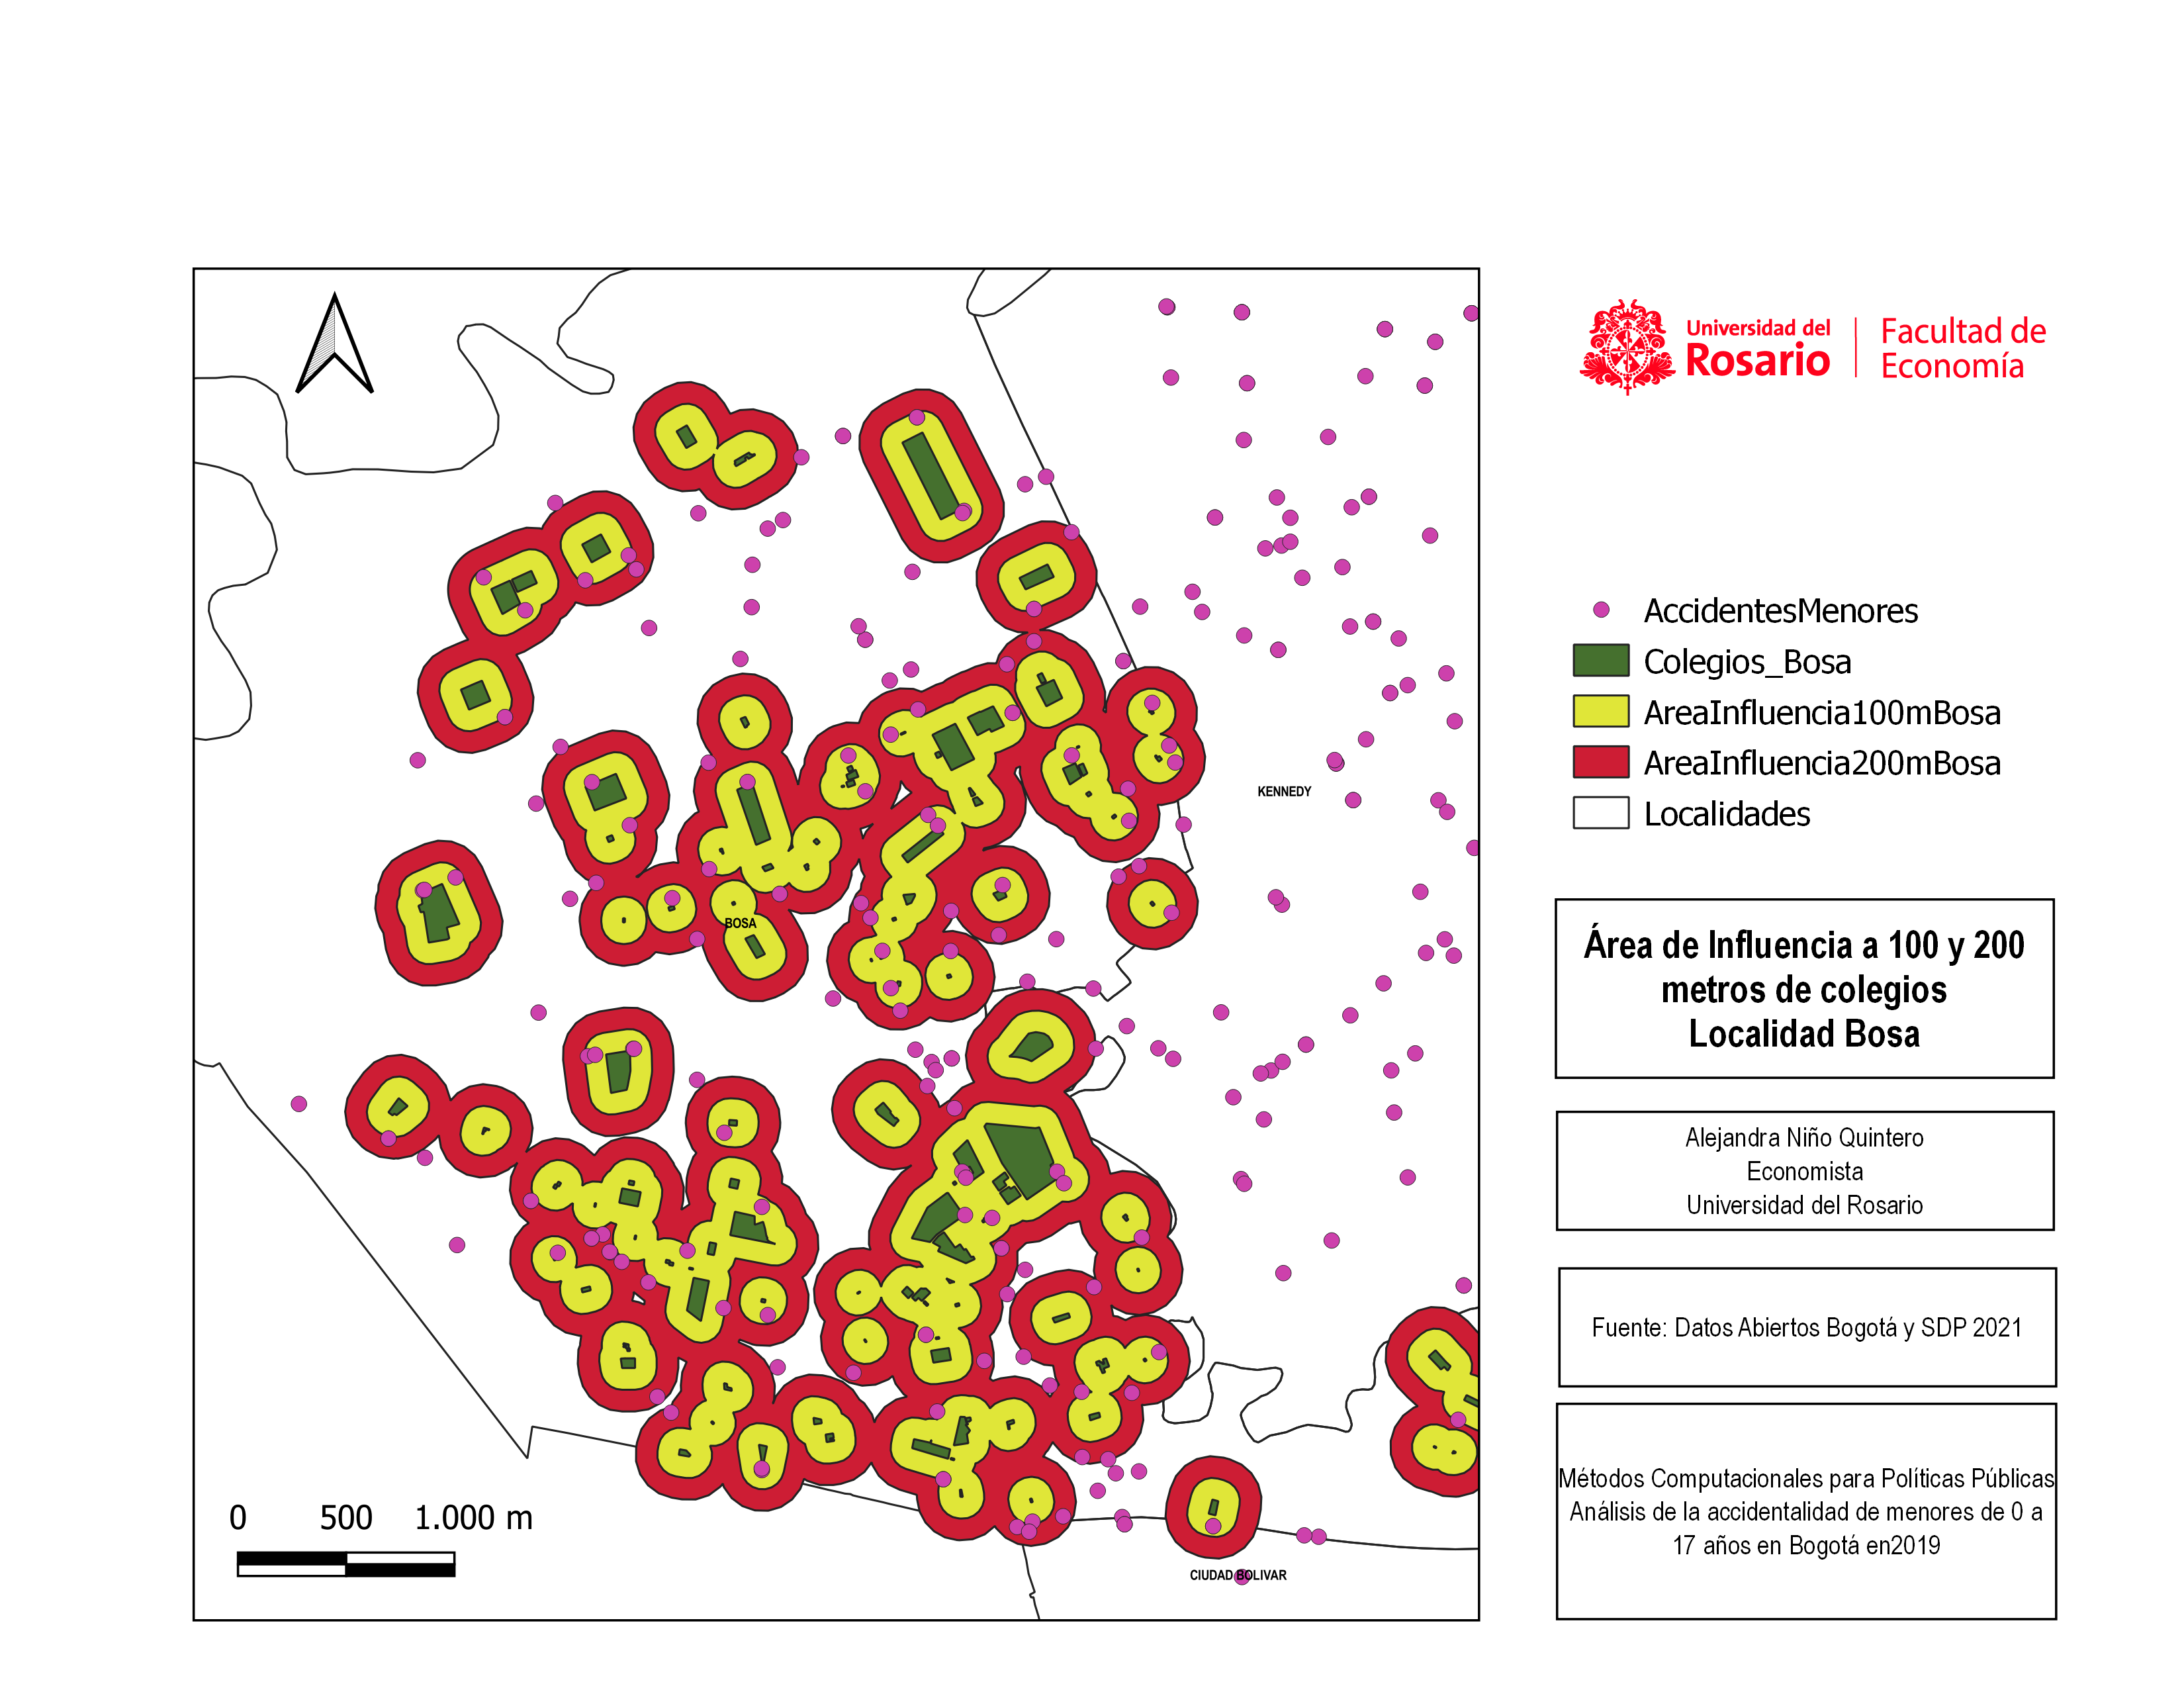 Universidad del
Rosario
Facultad de
Economía
AccidentesMenores
Colegios_Bosa
AreaInfluencia100mBosa
AreaInfluencia200mBosa
Localidades
KENNEDY
BOSA
CIUDAD BOLIVAR
0 500 1.000 m
Área de Influencia a 100 y 200
metros de colegios
Localidad Bosa
Alejandra Niño Quintero
Economista
Universidad del Rosario
Fuente: Datos Abiertos Bogotá y SDP 2021
Métodos Computacionales para Políticas Públicas
Análisis de la accidentalidad de menores de 0 a
17 años en Bogotá en2019